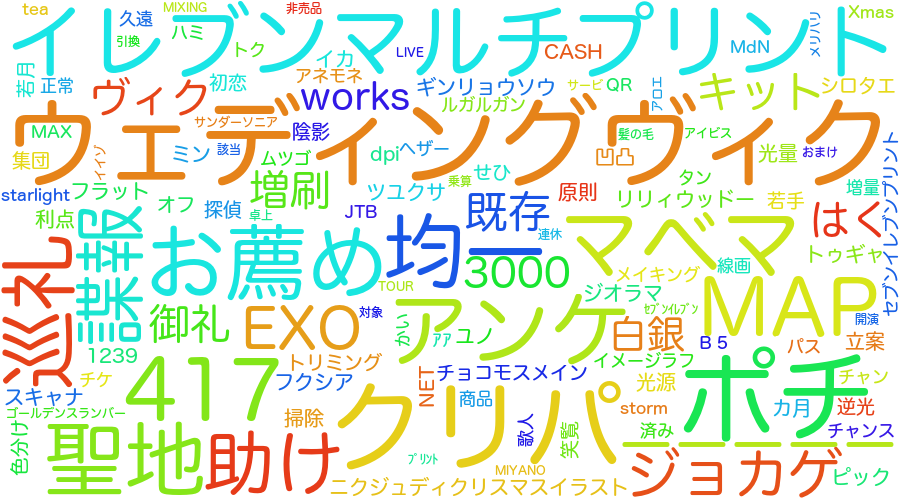 tea
久遠
MIXING
非売品
Xmas
イレブンマルチプリント
引換
ハミ
トク
LIVE
イカ
CASH
MdN
メリハリ
若月
正常
ヴィク
初恋
アネモネ
works
ギンリョウソウ
サービ
QR
アロエ
キット
シロタエ
ルガルガン
ウェディングヴィク
MAX
サンダーソニア
陰影
髪の毛
アイビス
集団
イイゾ
ミン
該当
ムツゴ
dpi
ヘザー
凹凸
光量
おまけ
セブンイレブンプリント
starlight
フラット
増刷
乗算
せひ
タン
増量
ツユクサ
原則
リリィウッドー
若手
利点
オフ
探偵
卓上
JTB
既存
はく
諜報
お薦め
均一
連休
マベマ
トゥギャ
巡礼
3000
線画
メイキング
TOUR
ジオラマ
セブンイレブン
御礼
EXO
対象
かい
アア
ユノ
アンケ
白銀
MAP
開演
B5
立案
1239
トリミング
イメージラフ
パス
チケ
フクシア
NET
チョコモスメイン
光源
チャン
スキャナ
417
クリパ
商品
ポチーーーー
カ月
逆光
ゴールデンスランバー
掃除
storm
色分け
聖地
助け
歌人
笑覧
済み
チャンス
プリント
MIYANO
ジョカゲ
ピック
ニクジュディクリスマスイラスト